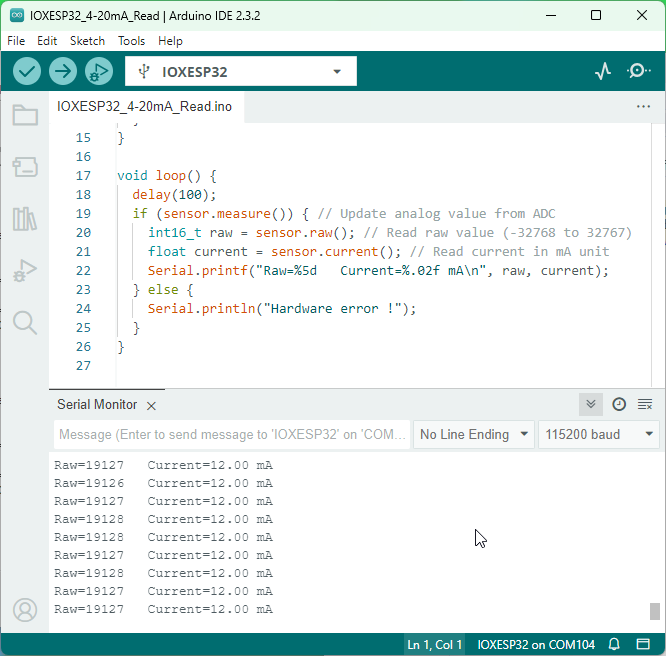 IOXESP32_4-20mA_Read | Arduino IDE 2.3.2
File Edit Sketch Tools Help
IOXESP32
IOXESP32_4-20mA_Read.ino
15 }
16
17 void loop() {
18 delay(100);
19 if (sensor.measure()) { // Update analog value from ADC
20 int16_t raw = sensor.raw(); // Read raw value (-32768 to 32767)
21 float current = sensor.current(); // Read current in mA unit
22 Serial.printf("Raw=%5d   Current=%.02f mA\n", raw, current);
23 } else {
24 Serial.println("Hardware error !");
25 }
26 }
27
Serial Monitor
Message (Enter to send message to 'IOXESP32' on 'COM... No Line Ending 115200 baud
Raw=19127   Current=12.00 mA
Raw=19126   Current=12.00 mA
Raw=19127   Current=12.00 mA
Raw=19128   Current=12.00 mA
Raw=19128   Current=12.00 mA
Raw=19127   Current=12.00 mA
Raw=19128   Current=12.00 mA
Raw=19127   Current=12.00 mA
Raw=19127   Current=12.00 mA
Ln 1, Col 1 IOXESP32 on COM104